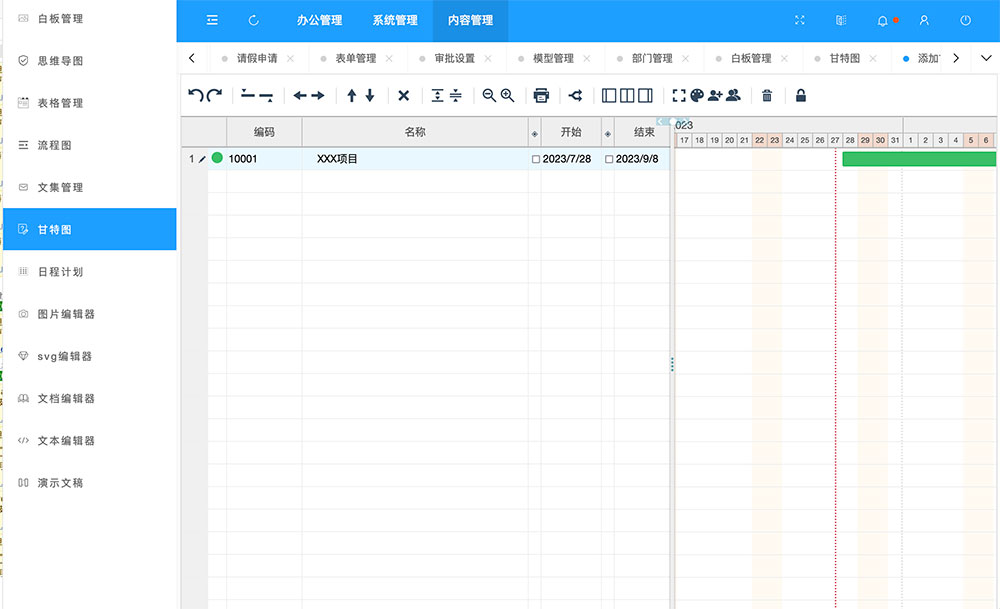 办公管理 系统管理 内容管理
请假申请 表单管理 审批设置 模型管理 部门管理 白板管理 甘特图 添加
白板管理
思维导图
表格管理
流程图
文集管理
甘特图
日程计划
图片编辑器
svg编辑器
文档编辑器
文本编辑器
演示文稿
编码 名称 开始 结束
1 10001 XXX项目 2023/7/28 2023/9/8
023
17 18 19 20 21 22 23 24 25 26 27 28 29 30 31 1 2 3 4 5 6